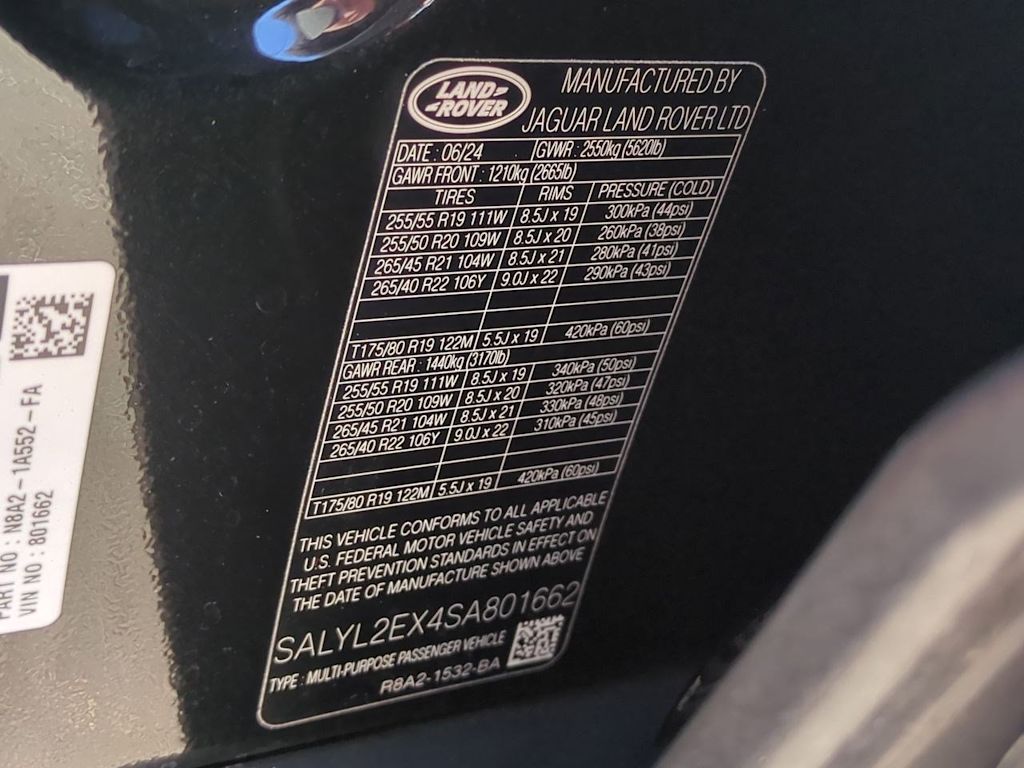 LAND ROVER
MANUFACTURED BY
JAGUAR LAND ROVER LTD
DATE : 06/24 GVWR : 2550kg (5620lb)
GAWR FRONT : 1210kg (2665lb)
TIRES RIMS PRESSURE (COLD)
255/55 R19 111W 8.5J x 19 300kPa (44psi)
255/50 R20 109W 8.5J x 20 260kPa (38psi)
265/45 R21 104W 8.5J x 21 280kPa (41psi)
265/40 R22 106Y 9.0J x 22 290kPa (43psi)
T175/80 R19 122M 5.5J x 19 420kPa (60psi)
GAWR REAR : 1440kg (3170lb)
255/55 R19 111W 8.5J x 19 340kPa (50psi)
255/50 R20 109W 8.5J x 20 320kPa (47psi)
265/45 R21 104W 8.5J x 21 330kPa (48psi)
265/40 R22 106Y 9.0J x 22 310kPa (45psi)
T175/80 R19 122M 5.5J x 19 420kPa (60psi)
THIS VEHICLE CONFORMS TO ALL APPLICABLE
U.S. FEDERAL MOTOR VEHICLE SAFETY AND
THEFT PREVENTION STANDARDS IN EFFECT ON
THE DATE OF MANUFACTURE SHOWN ABOVE
SALYL2EX4SA801662
TYPE : MULTI-PURPOSE PASSENGER VEHICLE
R8A2-1532-BA
PART NO : N8A2-1A552-FA
VIN NO : 801662